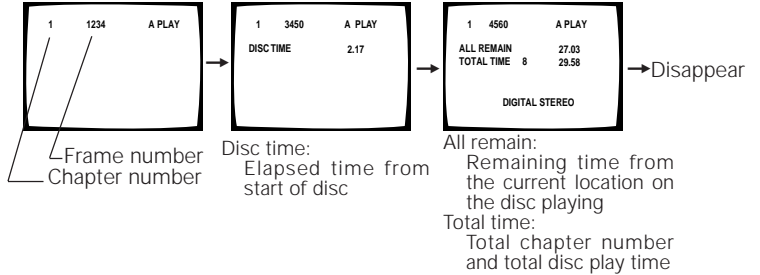 1 1234 A PLAY
Frame number
Chapter number
1 3450 A PLAY
DISC TIME 2.17
Disc time:
Elapsed time from
start of disc
1 4560 A PLAY
ALL REMAIN 27.03
TOTAL TIME 8 29.58
DIGITAL STEREO
All remain:
Remaining time from
the current location on
the disc playing
Total time:
Total chapter number
and total disc play time
Disappear